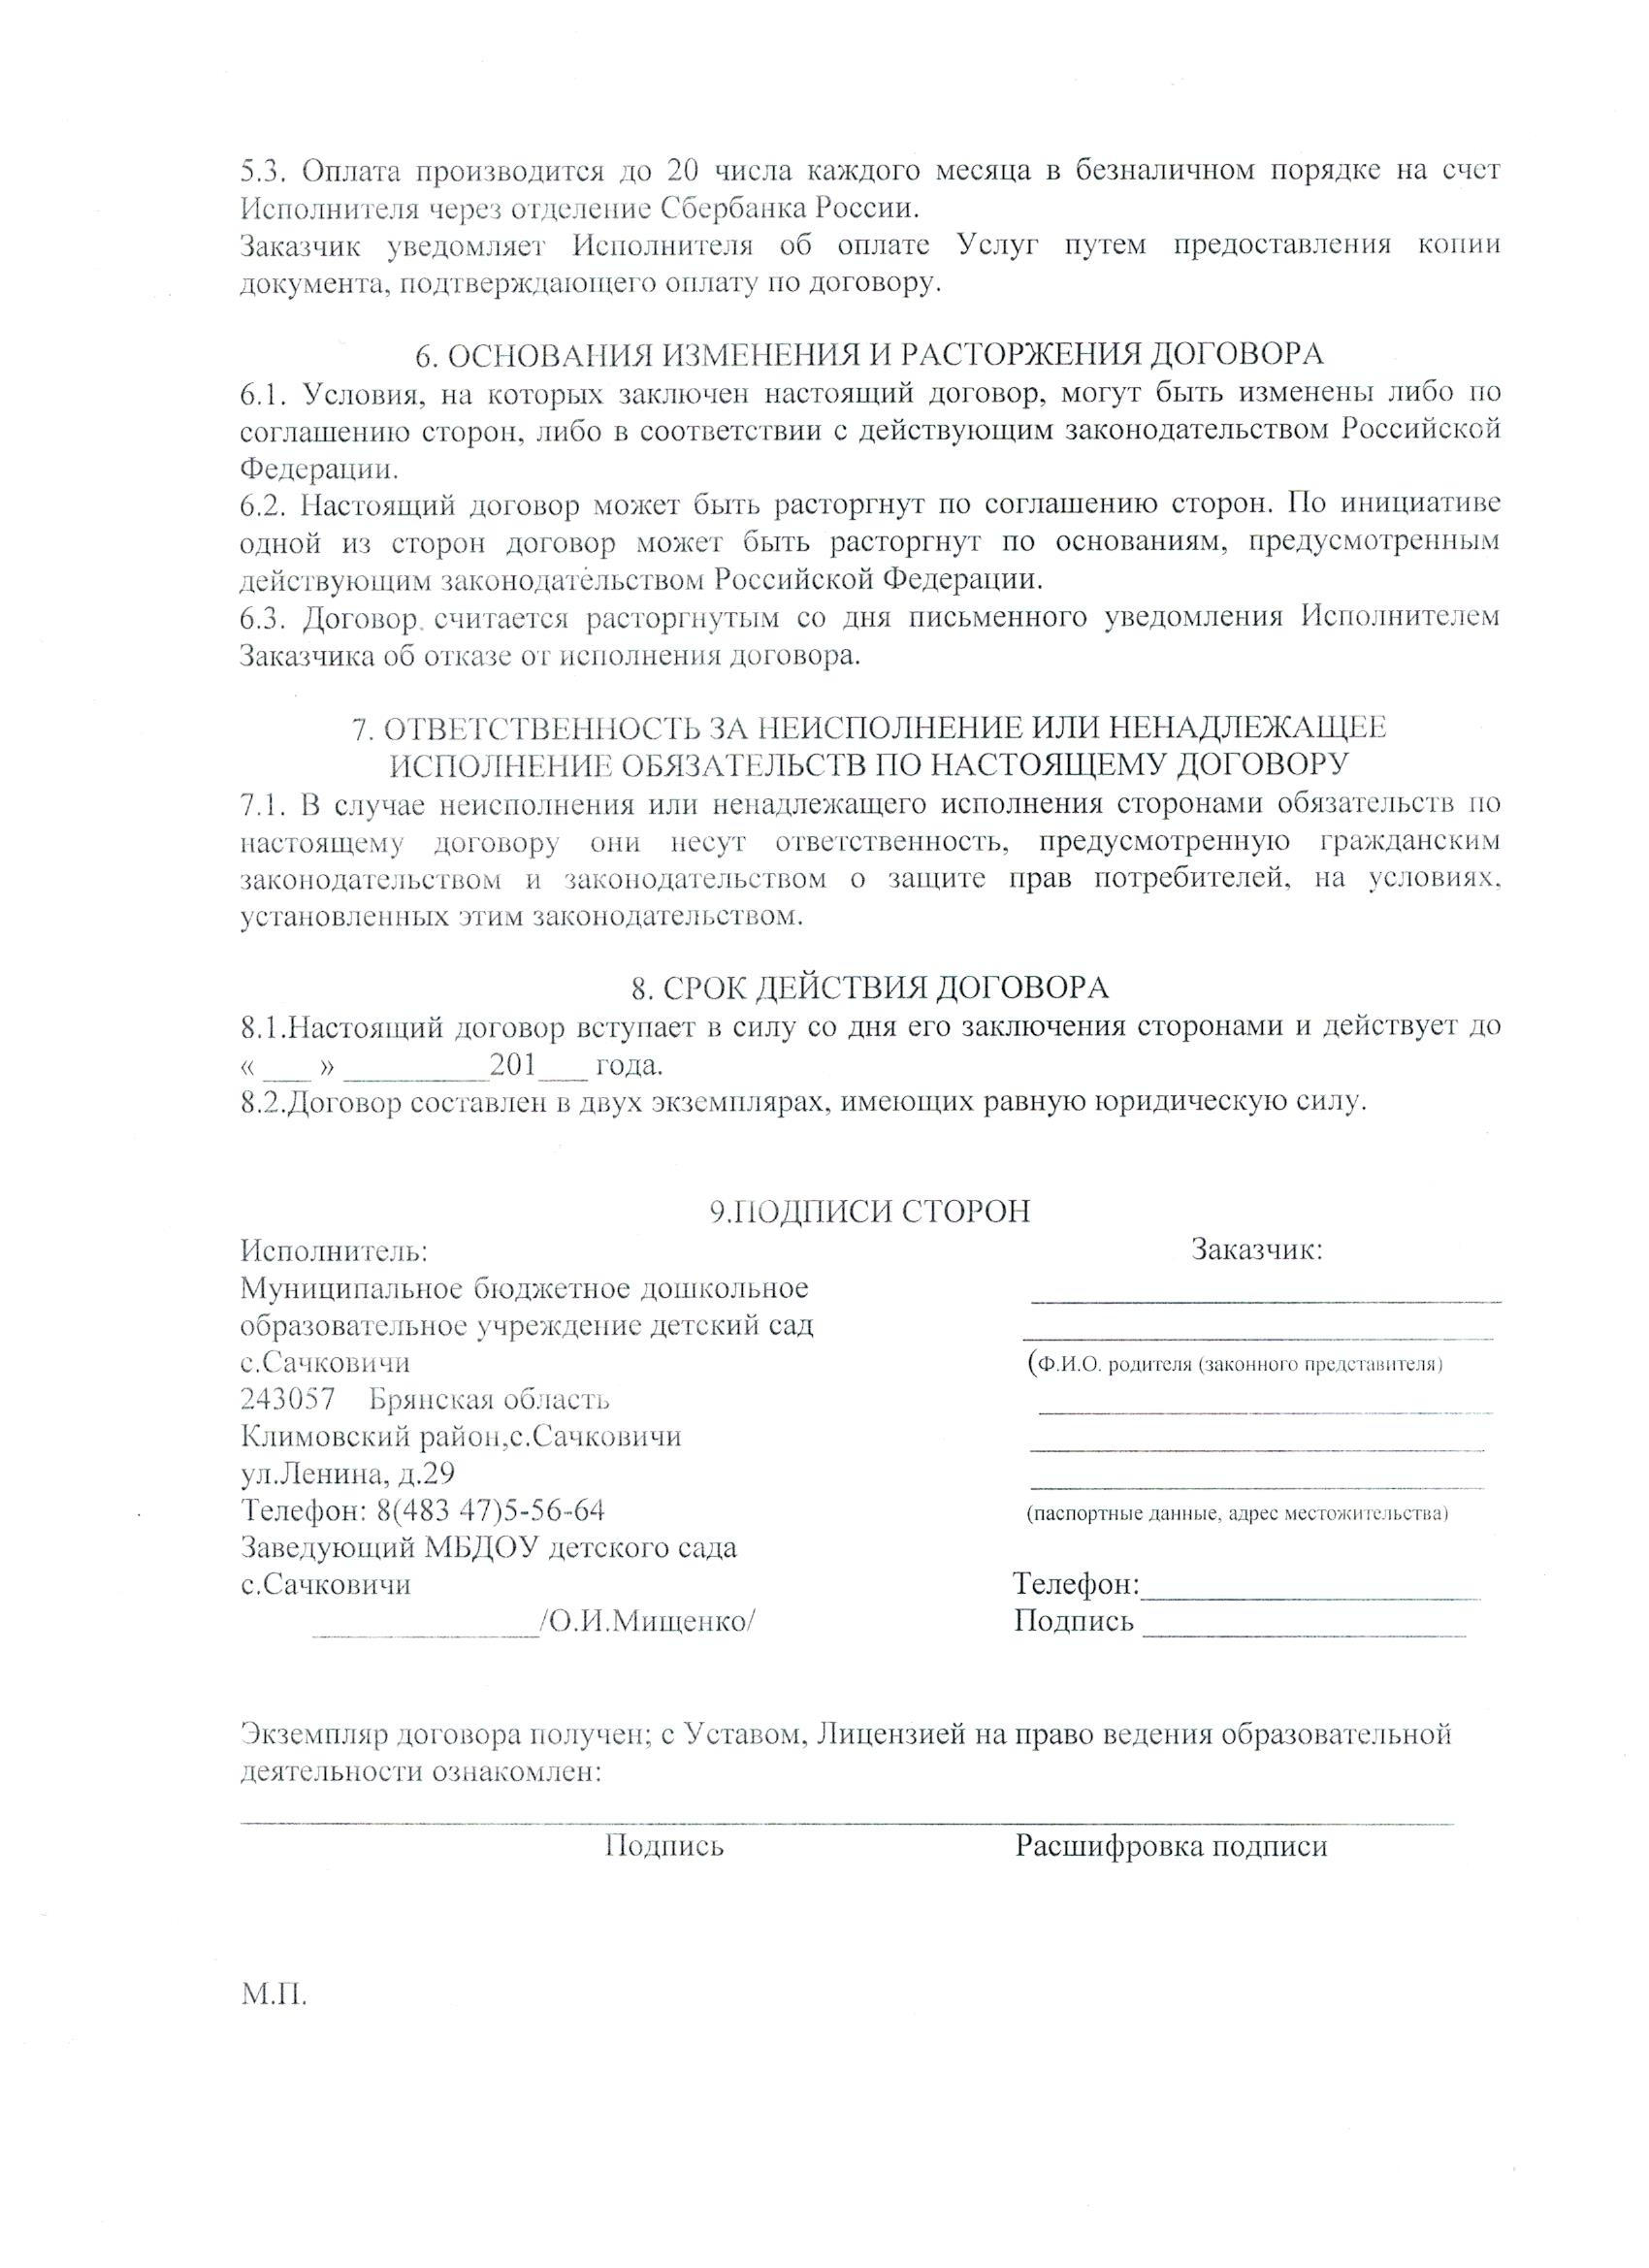 5.3. Оплата производится до 20 числа каждого месяца в безналичном порядке на счет
Исполнителя через отделение Сбербанка России.
Заказчик уведомляет Исполнителя об оплате Услуг путем предоставления копии
документа, подтверждающего оплату по договору.
6. ОСНОВАНИЯ ИЗМЕНЕНИЯ И РАСТОРЖЕНИЯ ДОГОВОРА
6.1. Условия, на которых заключен настоящий договор, могут быть изменены либо по
соглашению сторон, либо в соответствии с действующим законодательством Российской
Федерации.
6.2. Настоящий договор может быть расторгнут по соглашению сторон. По инициативе
одной из сторон договор может быть расторгнут по основаниям, предусмотренным
действующим законодательством Российской Федерации.
6.3. Договор считается расторгнутым со дня письменного уведомления Исполнителем
Заказчика об отказе от исполнения договора.
7. ОТВЕТСТВЕННОСТЬ ЗА НЕИСПОЛНЕНИЕ ИЛИ НЕНАДЛЕЖАЩЕЕ
ИСПОЛНЕНИЕ ОБЯЗАТЕЛЬСТВ ПО НАСТОЯЩЕМУ ДОГОВОРУ
7.1. В случае неисполнения или ненадлежащего исполнения сторонами обязательств по
настоящему договору они несут ответственность, предусмотренную гражданским
законодательством и законодательством о защите прав потребителей, на условиях,
установленных этим законодательством.
8. СРОК ДЕЙСТВИЯ ДОГОВОРА
8.1.Настоящий договор вступает в силу со дня его заключения сторонами и действует до
« ___ » _________201___ года.
8.2.Договор составлен в двух экземплярах, имеющих равную юридическую силу.
9.ПОДПИСИ СТОРОН
Исполнитель:
Муниципальное бюджетное дошкольное
образовательное учреждение детский сад
с.Сачковичи
243057 Брянская область
Климовский район,с.Сачковичи
ул.Ленина, д.29
Телефон: 8(483 47)5-56-64
Заведующий МБДОУ детского сада
с.Сачковичи
______________/О.И.Мищенко/
Заказчик:
(Ф.И.О. родителя (законного представителя)
(паспортные данные, адрес местожительства)
Телефон:_____________________
Подпись ____________________
Экземпляр договора получен; с Уставом, Лицензией на право ведения образовательной
деятельности ознакомлен:
Подпись Расшифровка подписи
М.П.